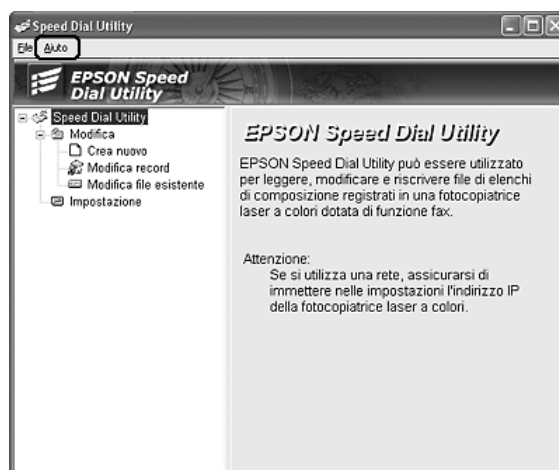 Speed Dial Utility
File Aiuto
EPSON Speed
Dial Utility
Speed Dial Utility
Modifica
Crea nuovo
Modifica record
Modifica file esistente
Impostazione
EPSON Speed Dial Utility
EPSON Speed Dial Utility può essere utilizzato
per leggere, modificare e riscrivere file di elenchi
di composizione registrati in una fotocopiatrice
laser a colori dotata di funzione fax.
Attenzione:
Se si utilizza una rete, assicurarsi di
immettere nelle impostazioni l'indirizzo IP
della fotocopiatrice laser a colori.